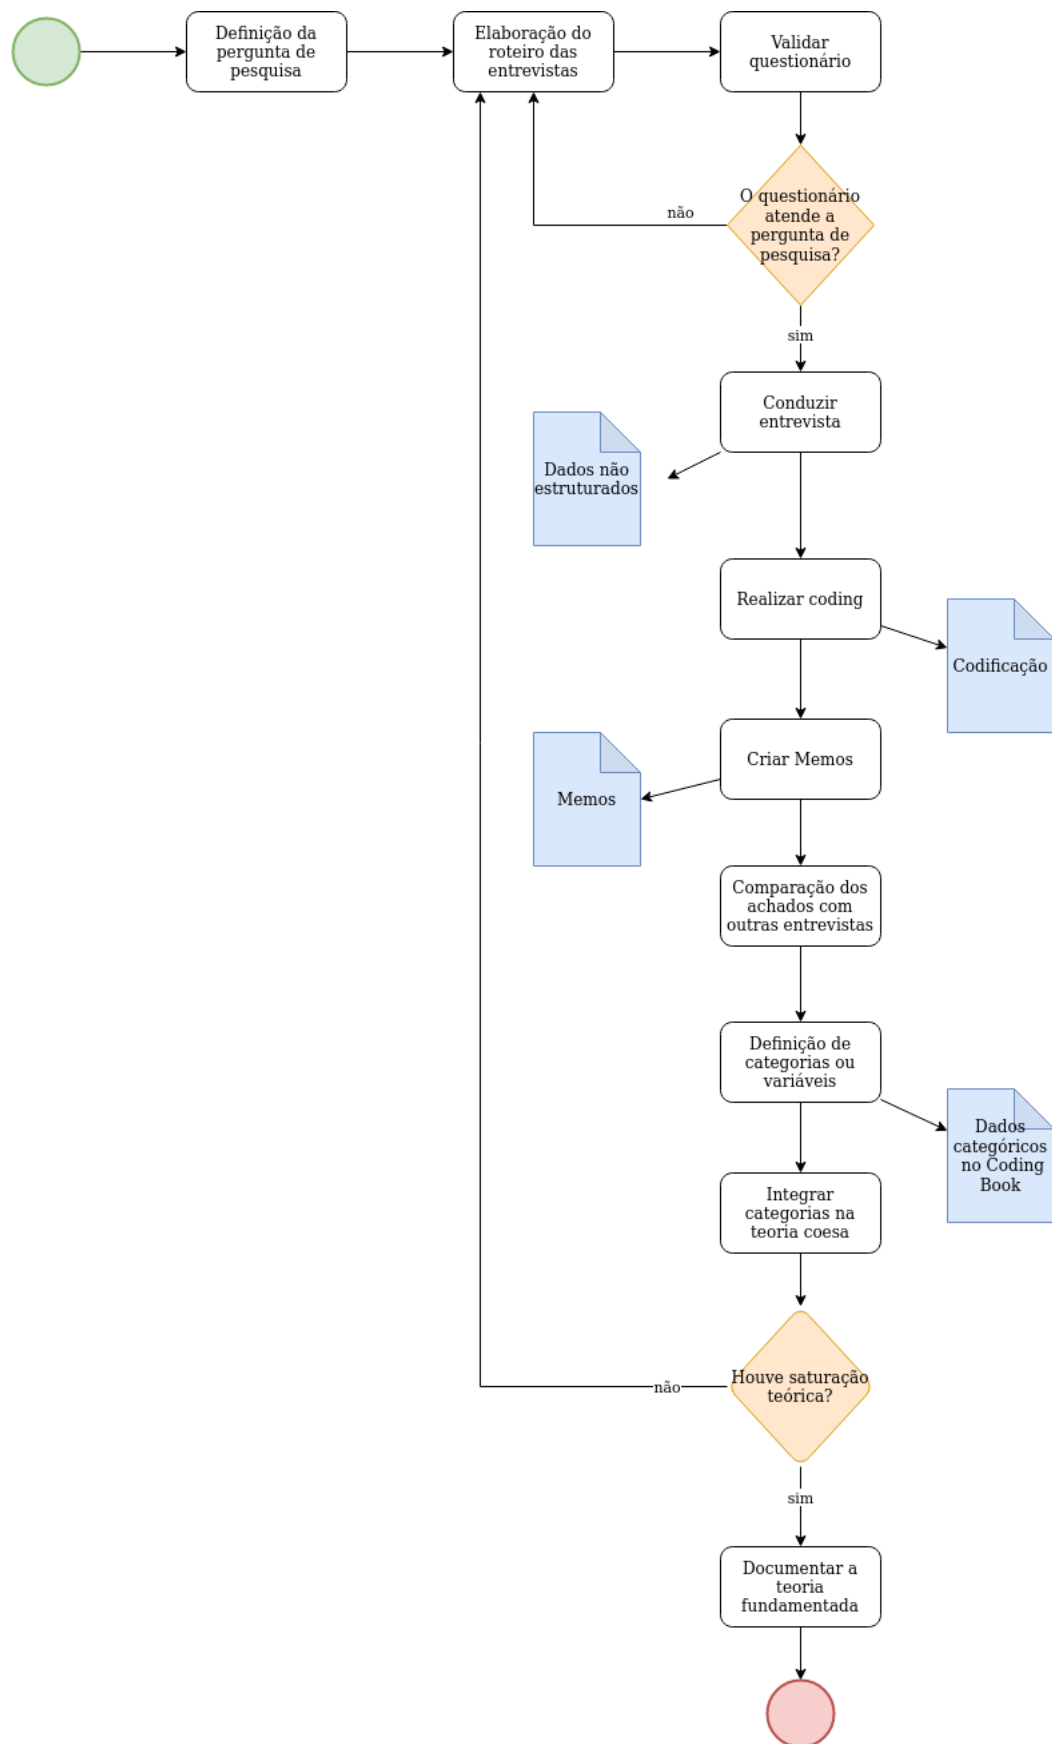 Definição da
pergunta de
pesquisa
Elaboração do
roteiro das
entrevistas
Validar
questionário
O questionário
atende a
pergunta de
pesquisa?
não
sim
Conduzir
entrevista
Dados não
estruturados
Realizar coding
Codificação
Criar Memos
Memos
Comparação dos
achados com
outras entrevistas
Definição de
categorias ou
variáveis
Dados
categóricos
no Coding
Book
Integrar
categorias na
teoria coesa
Houve saturação
teórica?
não
sim
Documentar a
teoria
fundamentada